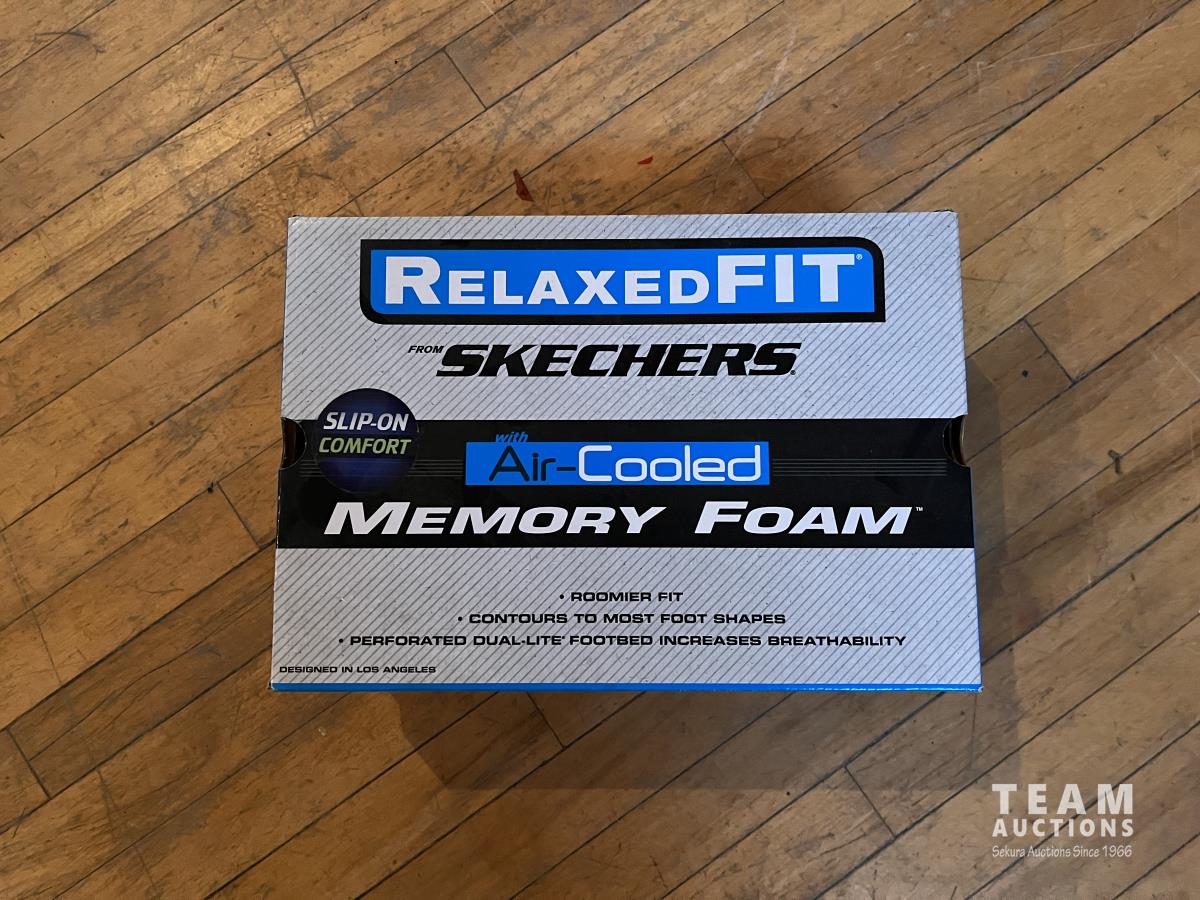 RELAXEDFIT®
FROM SKECHERS®
SLIP-ON
COMFORT
with
Air-Cooled
MEMORY FOAM™
• ROOMIER FIT
• CONTOURS TO MOST FOOT SHAPES
• PERFORATED DUAL-LITE® FOOTBED INCREASES BREATHABILITY
DESIGNED IN LOS ANGELES
TEAM
AUCTIONS
Sekura Auctions Since 1966